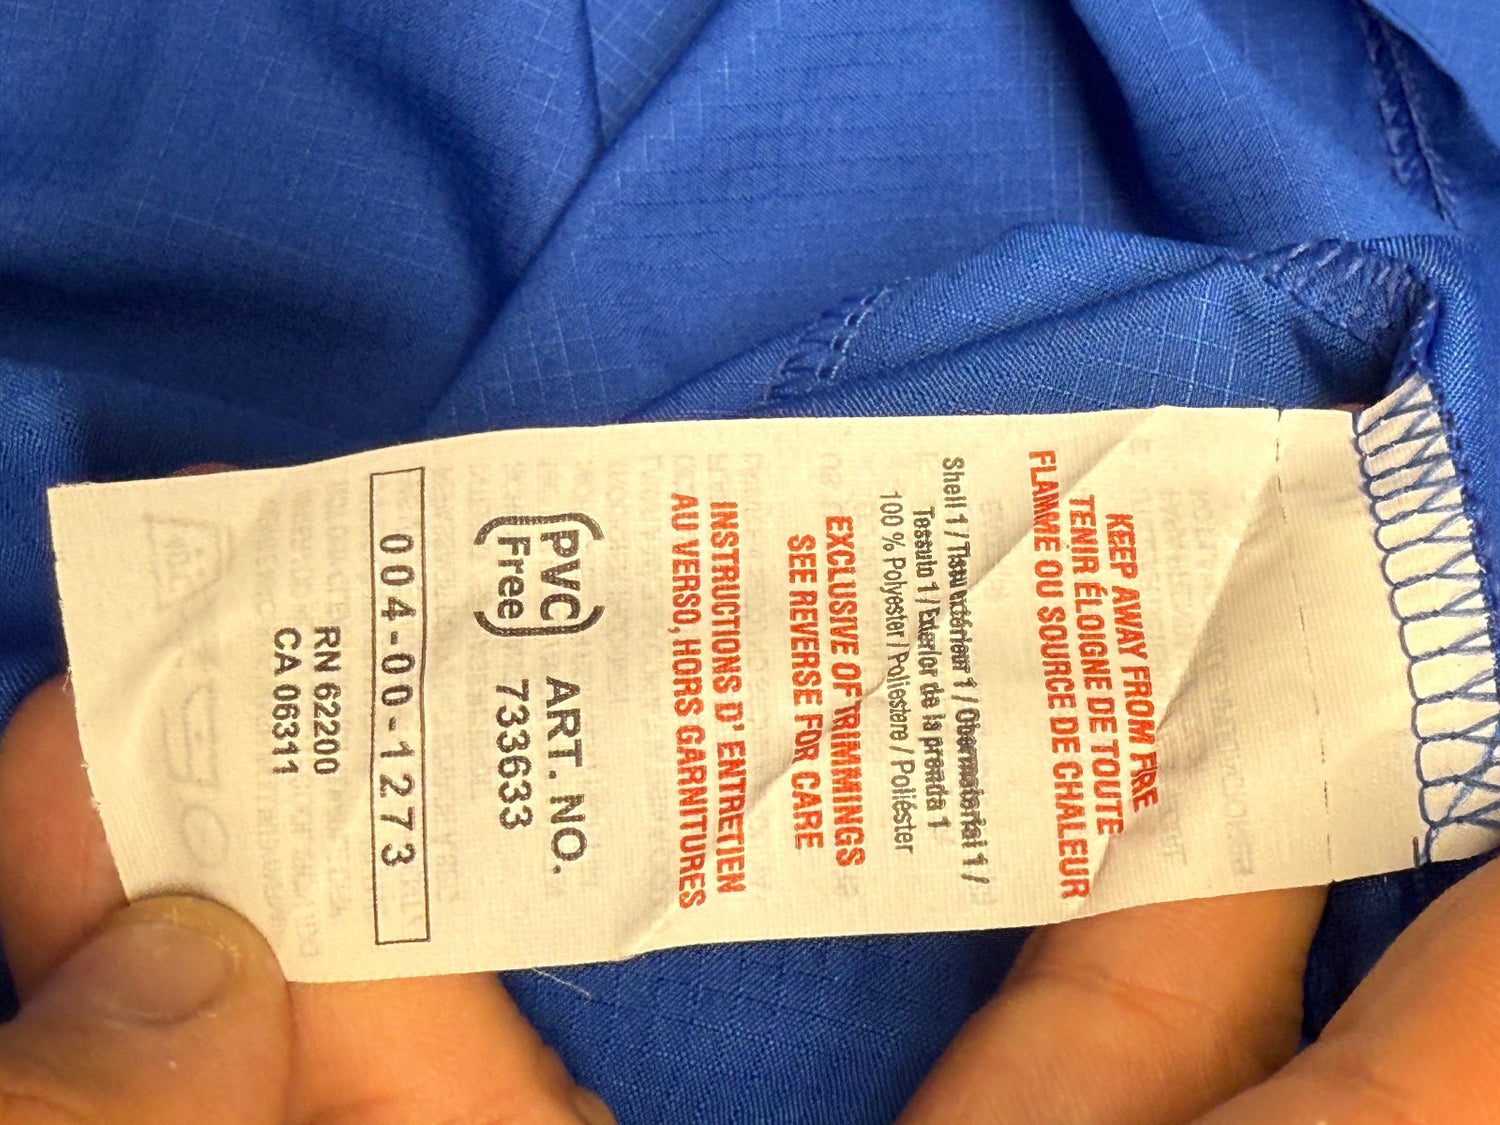 KEEP AWAY FROM FIRE
TENIR ÉLOIGNE DE TOUTE
FLAMME OU SOURCE DE CHALEUR
Shell 1 / Tissu extérieur 1 / Obermaterial 1 /
Tessuto 1 / Exterior de la prenda 1
100 % Polyester / Poliestere / Poliéster
EXCLUSIVE OF TRIMMINGS
SEE REVERSE FOR CARE
INSTRUCTIONS D' ENTRETIEN
AU VERSO, HORS GARNITURES
PVC
Free
ART. NO.
733633
004-00-1273
RN 62200
CA 06311